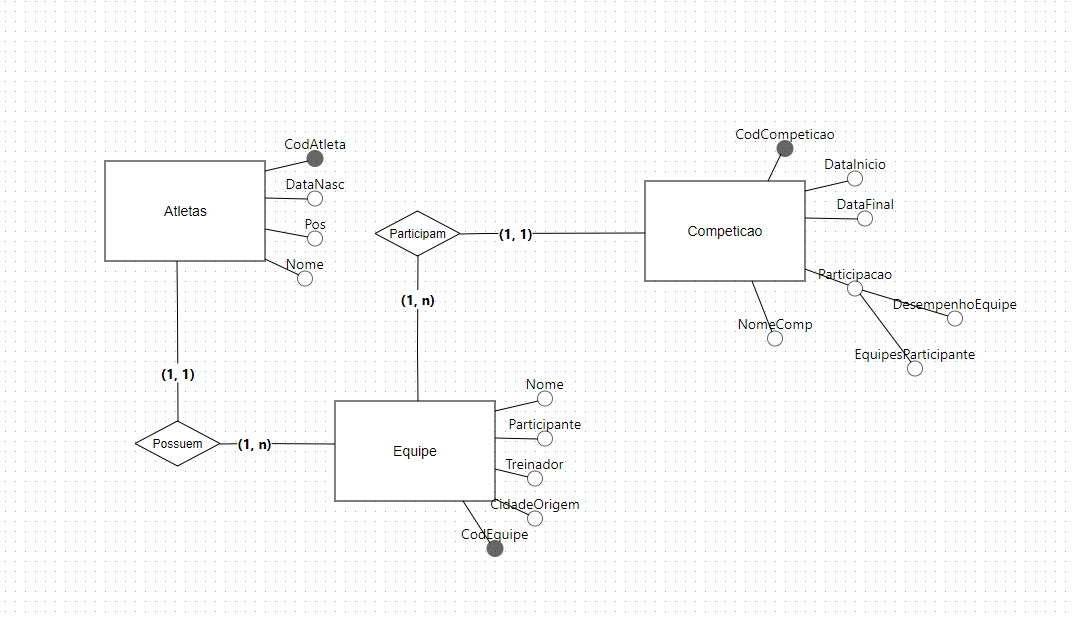 CodAtleta
DataNasc
Pos
Nome
Atletas
(1, 1)
Possuem
(1, n)
Participam
(1, 1)
(1, n)
CodCompeticao
DataInicio
DataFinal
Competicao
Participacao
DesempenhoEquipe
NomeComp
EquipesParticipante
Nome
Participante
Equipe
Treinador
CidadeOrigem
CodEquipe